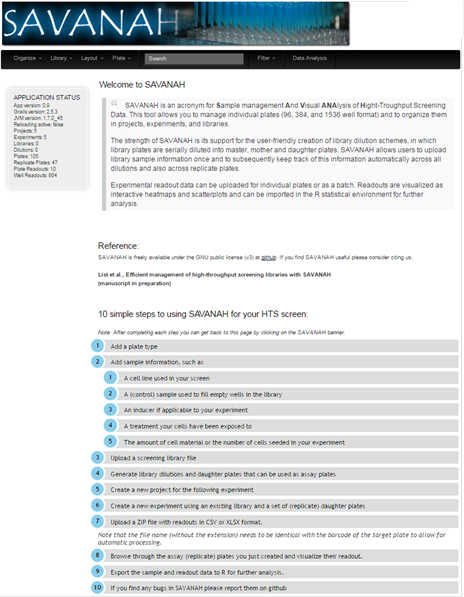 SAVANAH
Organize Library Layout Plate Search Filter Data Analysis
APPLICATION STATUS
App version: 0.9
Grails version: 2.5.3
JVM version: 1.7.0_45
Reloading active: false
Projects: 5
Experiments: 5
Libraries: 0
Dilutions: 0
Plates: 105
Replicate Plates: 47
Plate Readouts: 10
Well Readouts: 864
Welcome to SAVANAH
SAVANAH is an acronym for Sample management And Visual ANAlysis of Hight-Troughput Screening
Data. This tool allows you to manage individual plates (96, 384, and 1536 well format) and to organize them
in projects, experiments, and libraries.
The strength of SAVANAH is its support for the user-friendly creation of library dilution schemes, in which
library plates are serially diluted into master, mother and daughter plates. SAVANAH allows users to upload
library sample information once and to subsequently keep track of this information automatically across all
dilutions and also across replicate plates.
Experimental readout data can be uploaded for individual plates or as a batch. Readouts are visualized as
interactive heatmaps and scatterplots and can be imported in the R statistical environment for further
analysis.
Reference:
SAVANAH is freely available under the GNU public license (v3) at github. If you find SAVANAH useful please consider citing us:
List et al., Efficient management of high-throughput screening libraries with SAVANAH
(manuscript in preparation)
10 simple steps to using SAVANAH for your HTS screen:
Note: After completing each step you can get back to this page by clicking on the SAVANAH banner.
1 Add a plate type
2 Add sample information, such as
1 A cell line used in your screen
2 A (control) sample used to fill empty wells in the library
3 An inducer if applicable to your experiment
4 A treatment your cells have been exposed to
5 The amount of cell material or the number of cells seeded in your experiment
3 Upload a screening library file
4 Generate library dilutions and daughter plates that can be used as assay plates
5 Create a new project for the following experiment
6 Create a new experiment using an existing library and a set of (replicate) daughter plates
7 Upload a ZIP file with readouts in CSV or XLSX format.
Note that the file name (without the extension) needs to be identical with the barcode of the target plate to allow for
automatic processing.
8 Browse through the assay (replicate) plates you just created and visualize their readout.
9 Export the sample and readout data to R for further analysis.
10 If you find any bugs in SAVANAH please report them on github